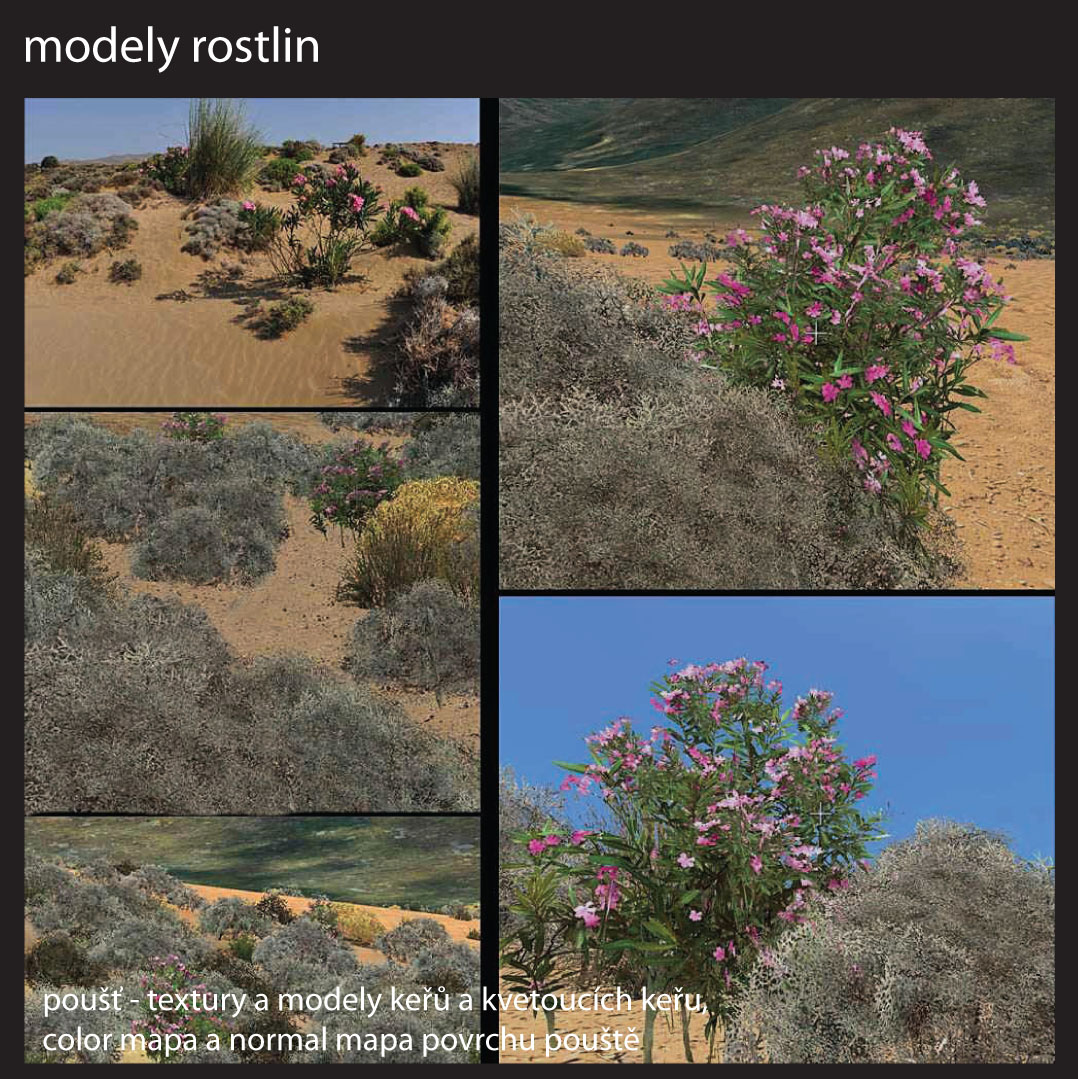 modely rostlin
poušť - textury a modely keřů a kvetoucích keřu,
color mapa a normal mapa povrchu pouště